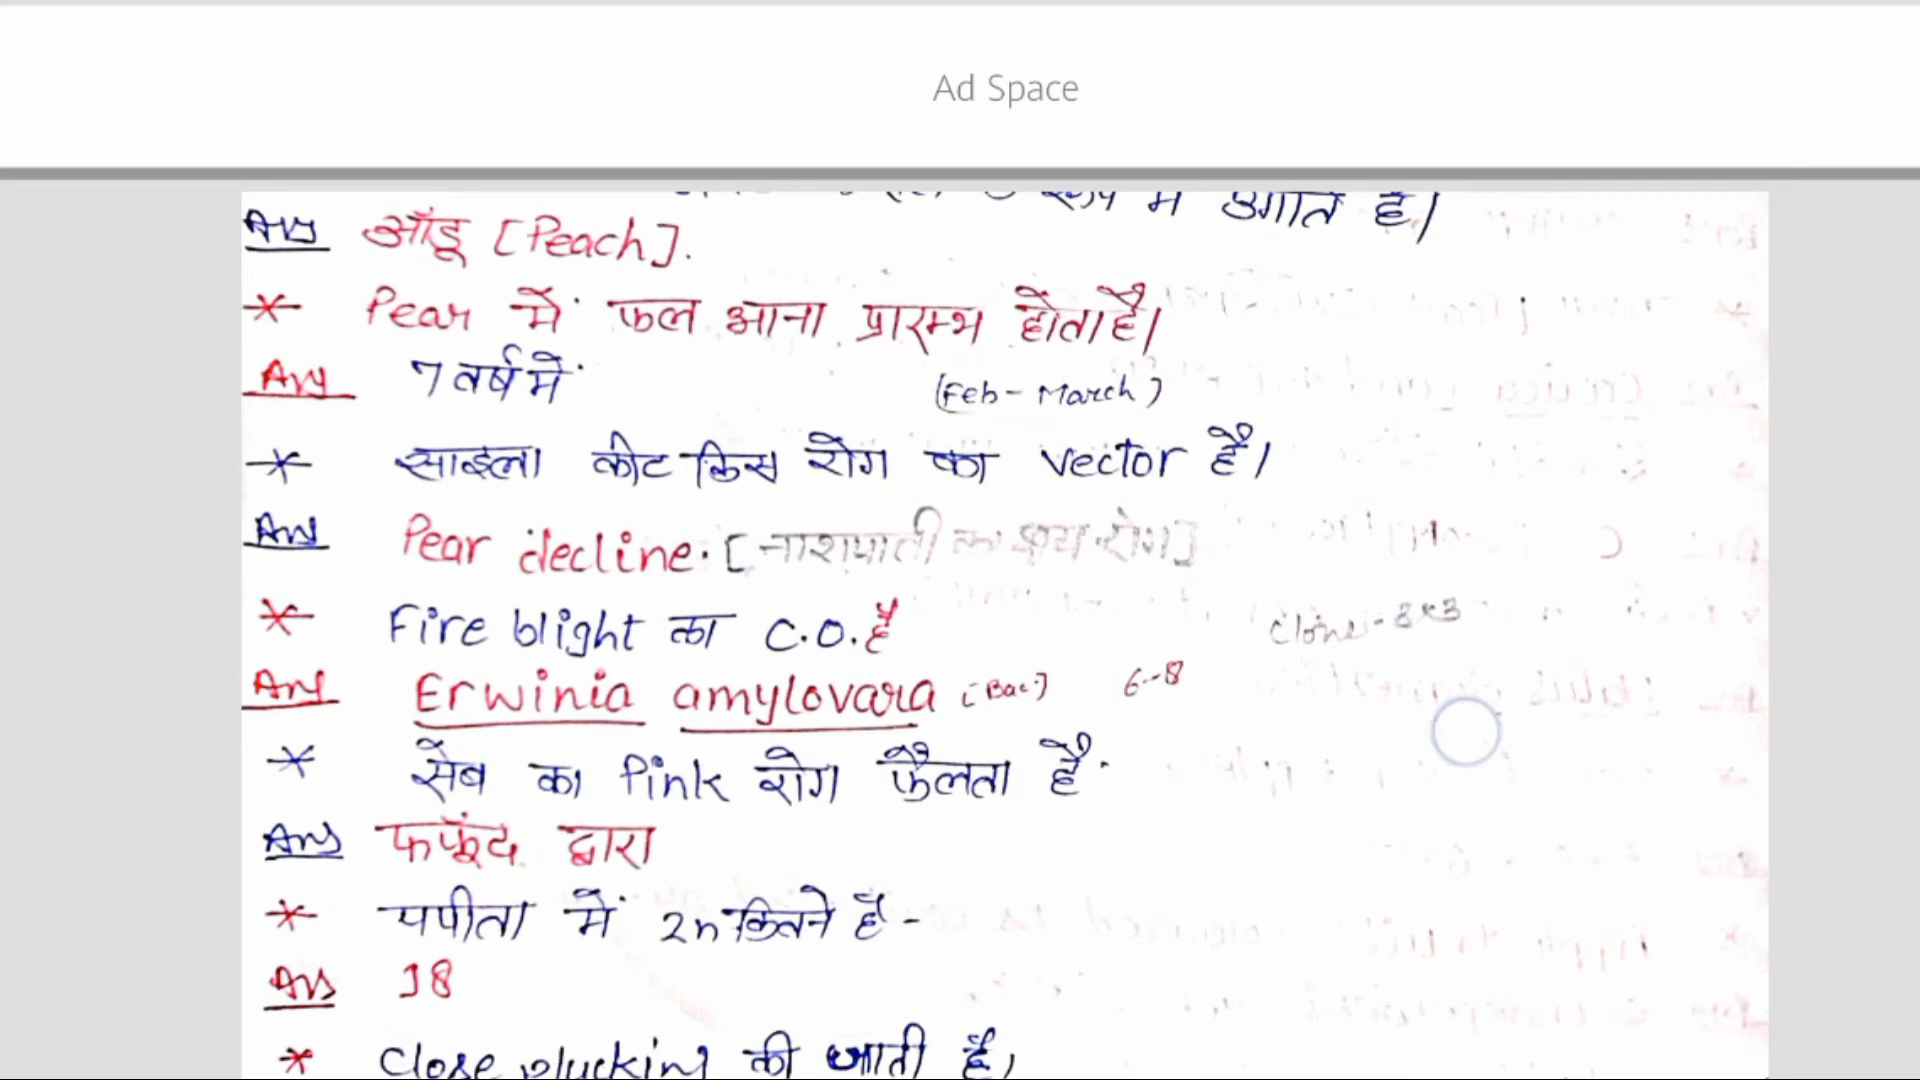 Ad Space
रूप में उगाते है।
Ans आँडू [Peach].
* Pear में फल आना प्रारम्भ होता है।
Ans 7 वर्ष में
(Feb - March)
* साइला कीट किस रोग का vector है।
Ans Pear decline. [नाशपाती का क्षय रोग]
* Fire blight का C.O. है
Clone - 3x3
Ans Erwinia amylovara [Bac.] 6-8
* सेब का Pink रोग फैलता है.
Ans फफूंद द्वारा
* पपीता में 2n कितने है -
Ans 18
* Close plucking की जाती है।